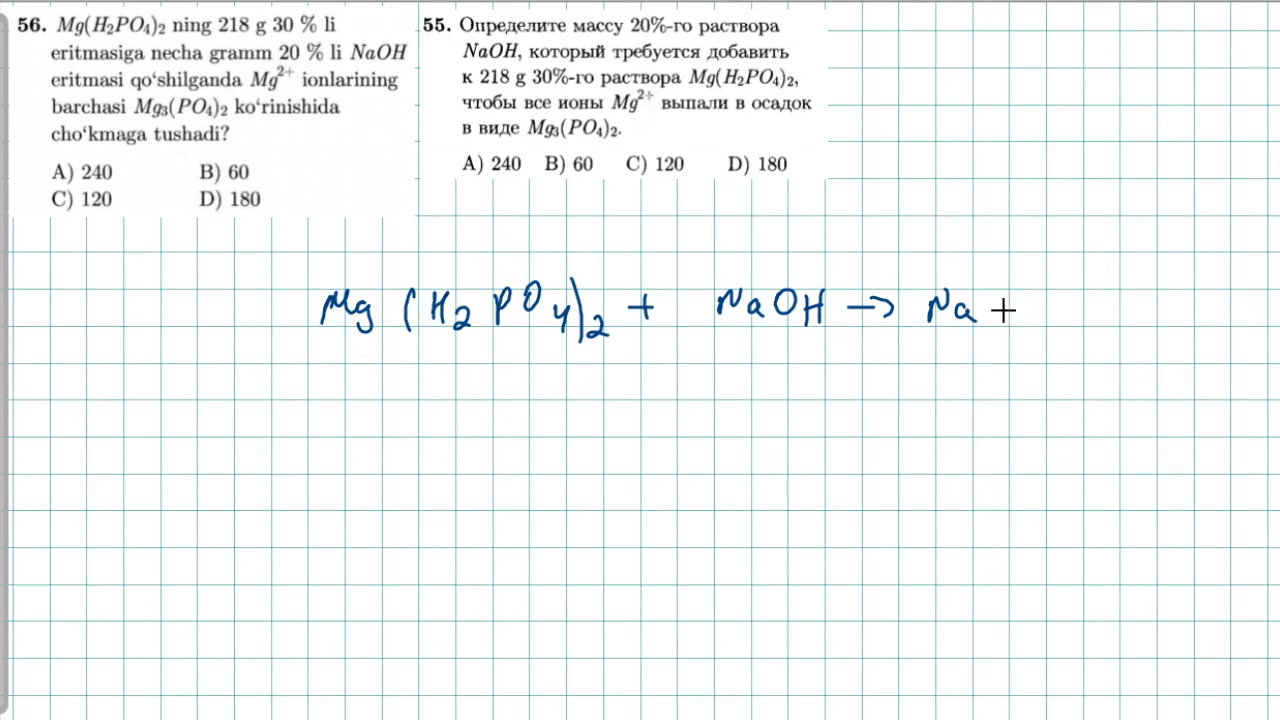 56. Mg(H₂PO₄)₂ ning 218 g 30 % li
eritmasiga necha gramm 20 % li NaOH
eritmasi qo‘shilganda Mg²⁺ ionlarining
barchasi Mg₃(PO₄)₂ ko‘rinishida
cho‘kmaga tushadi?
A) 240 B) 60
C) 120 D) 180
55. Определите массу 20%-го раствора
NaOH, который требуется добавить
к 218 g 30%-го раствора Mg(H₂PO₄)₂,
чтобы все ионы Mg²⁺ выпали в осадок
в виде Mg₃(PO₄)₂.
A) 240 B) 60 C) 120 D) 180
Mg(H₂PO₄)₂ + NaOH → Na